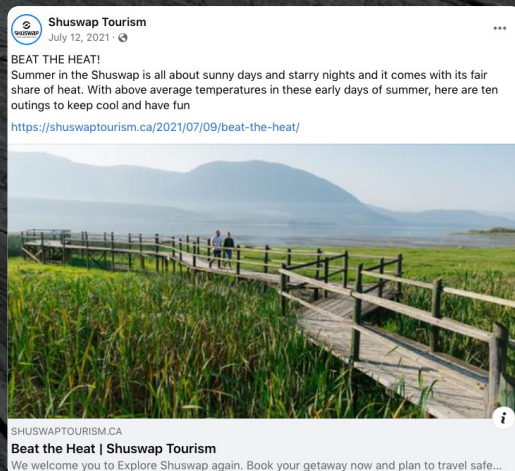 SHUSWAP
Shuswap Tourism
July 12, 2021 ·
BEAT THE HEAT!
Summer in the Shuswap is all about sunny days and starry nights and it comes with its fair
share of heat. With above average temperatures in these early days of summer, here are ten
outings to keep cool and have fun
https://shuswaptourism.ca/2021/07/09/beat-the-heat/
SHUSWAPTOURISM.CA
Beat the Heat | Shuswap Tourism
We welcome you to Explore Shuswap again. Book your getaway now and plan to travel safe...